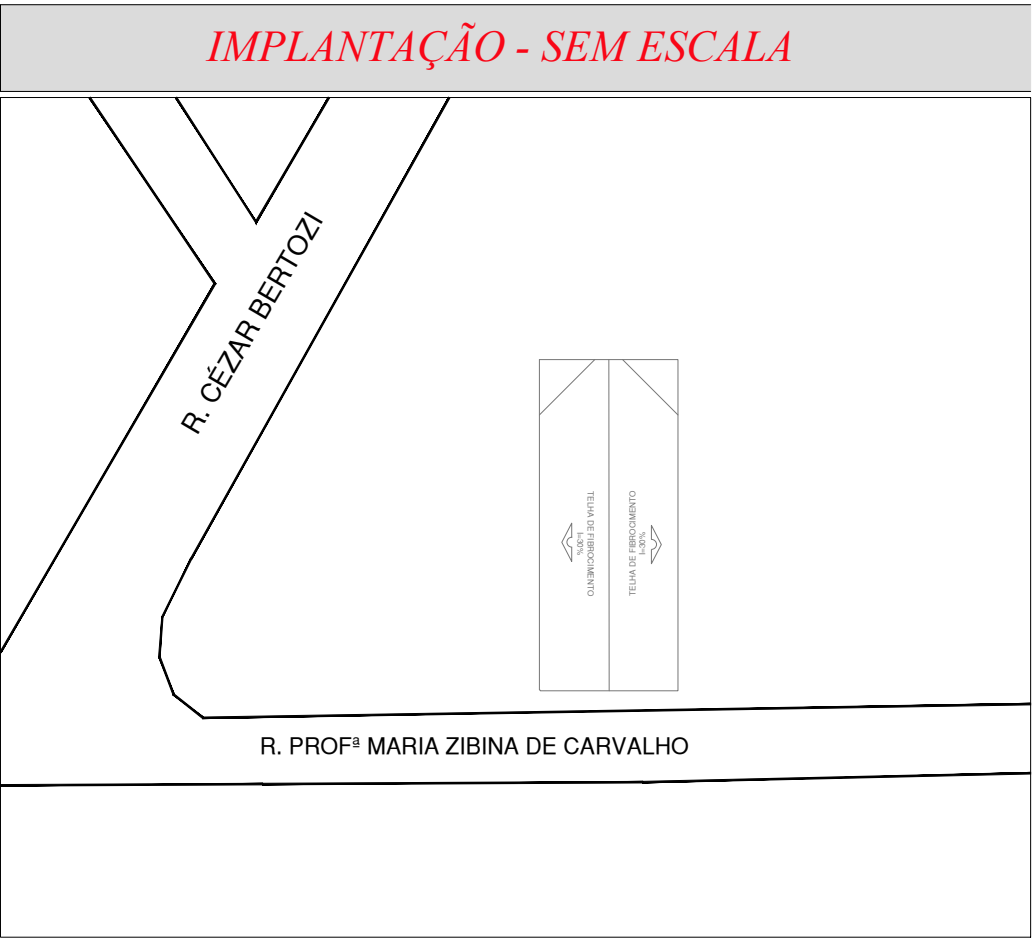 IMPLANTAÇÃO - SEM ESCALA
R. CÉZAR BERTOZI
TELHA DE FIBROCIMENTO
I=30%
TELHA DE FIBROCIMENTO
I=30%
R. PROFª MARIA ZIBINA DE CARVALHO